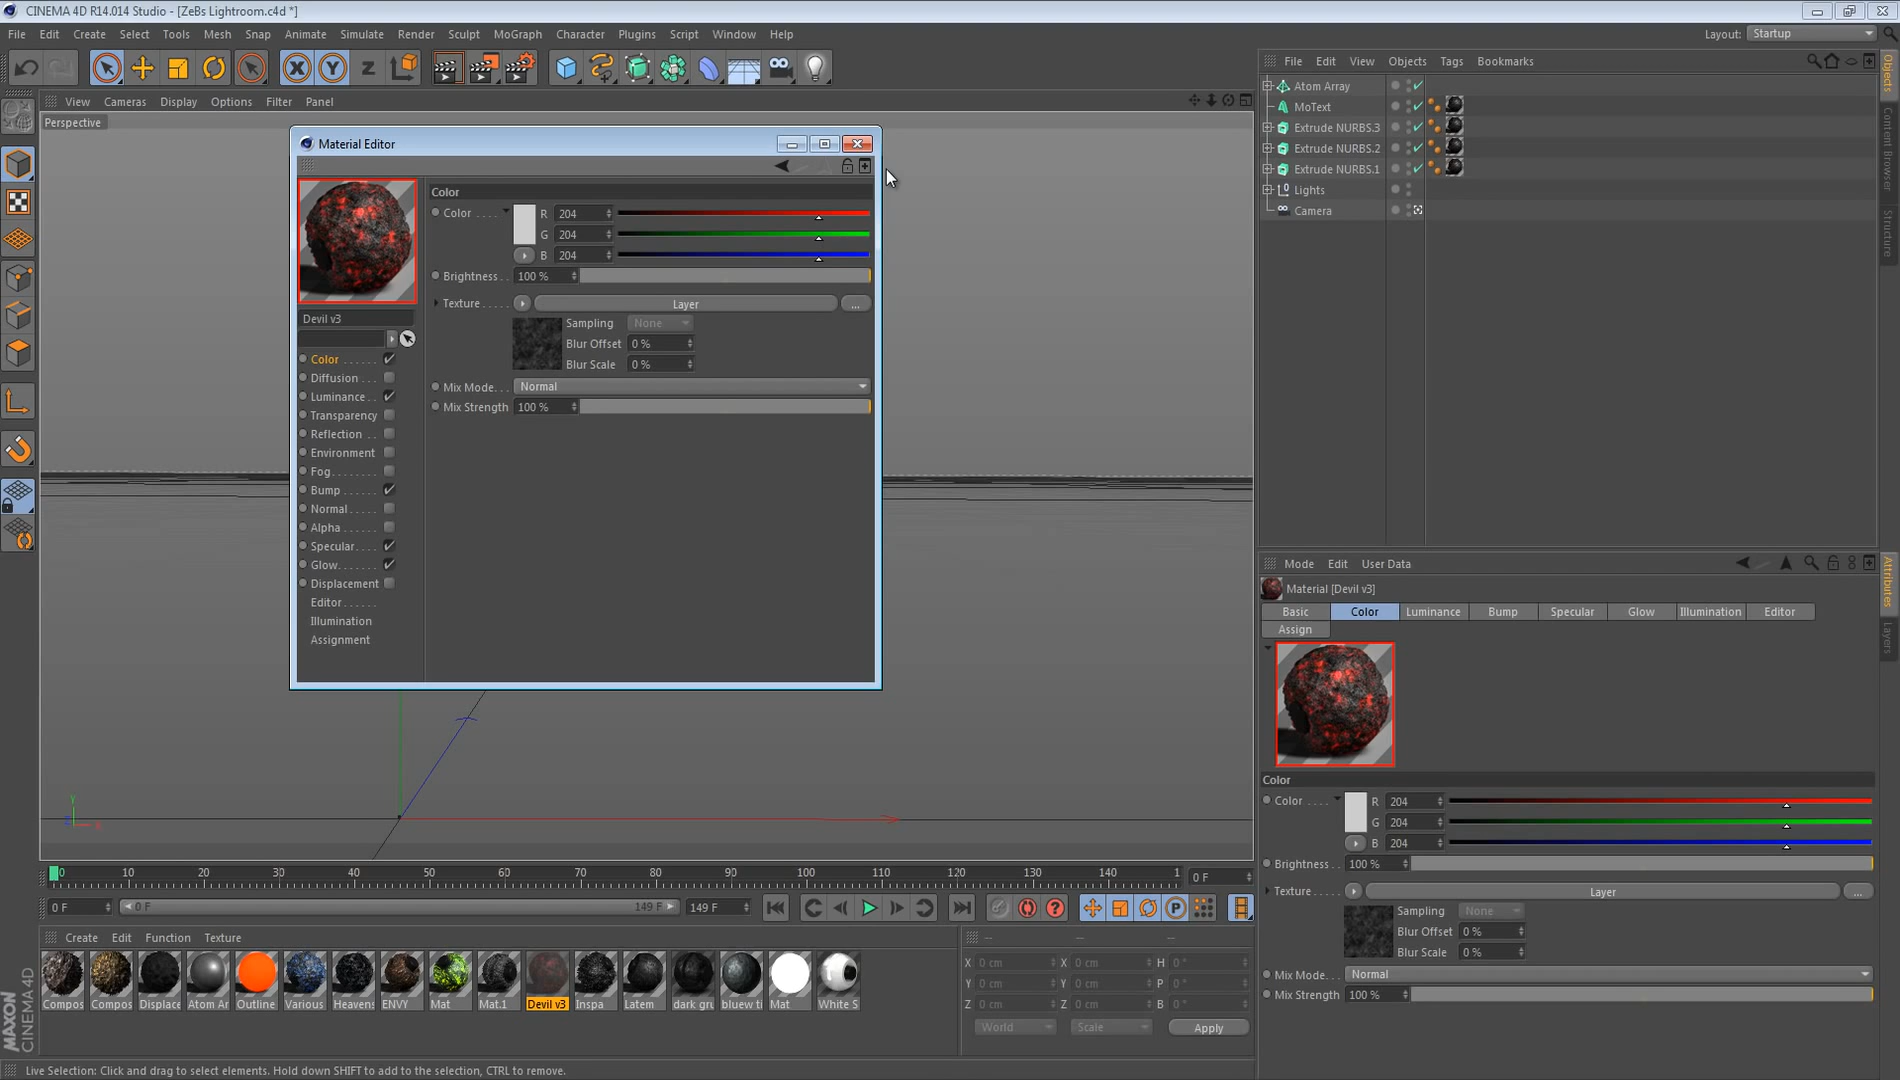 CINEMA 4D R14.014 Studio - [ZeBs Lightroom.c4d *]
File Edit Create Select Tools Mesh Snap Animate Simulate Render Sculpt MoGraph Character Plugins Script Window Help
Layout: Startup
X Y Z
View Cameras Display Options Filter Panel
Perspective
Material Editor
Color
Color R 204
G 204
B 204
Brightness 100 %
Texture Layer ...
Sampling None
Blur Offset 0 %
Blur Scale 0 %
Mix Mode Normal
Mix Strength 100 %
Devil v3
Color
Diffusion
Luminance
Transparency
Reflection
Environment
Fog
Bump
Normal
Alpha
Specular
Glow
Displacement
Editor
Illumination
Assignment
Y
X
Z
0 10 20 30 40 50 60 70 80 90 100 110 120 130 140 1 0 F
0 F 0 F 149 F 149 F
Create Edit Function Texture
Compos Compos Displace Atom Ar Outline Various Heavens ENVY Mat Mat.1 Devil v3 Inspa Latem dark gru bluew ti Mat White S
-- -- --
X 0 cm X 0 cm H 0 °
Y 0 cm Y 0 cm P 0 °
Z 0 cm Z 0 cm B 0 °
World Scale Apply
MAXON
CINEMA 4D
Live Selection: Click and drag to select elements. Hold down SHIFT to add to the selection, CTRL to remove.
File Edit View Objects Tags Bookmarks
Atom Array
MoText
Extrude NURBS.3
Extrude NURBS.2
Extrude NURBS.1
Lights
Camera
Objects
Content Browser
Structure
Mode Edit User Data
Material [Devil v3]
Basic Color Luminance Bump Specular Glow Illumination Editor
Assign
Color
Color R 204
G 204
B 204
Brightness 100 %
Texture Layer ...
Sampling None
Blur Offset 0 %
Blur Scale 0 %
Mix Mode Normal
Mix Strength 100 %
Attributes
Layers